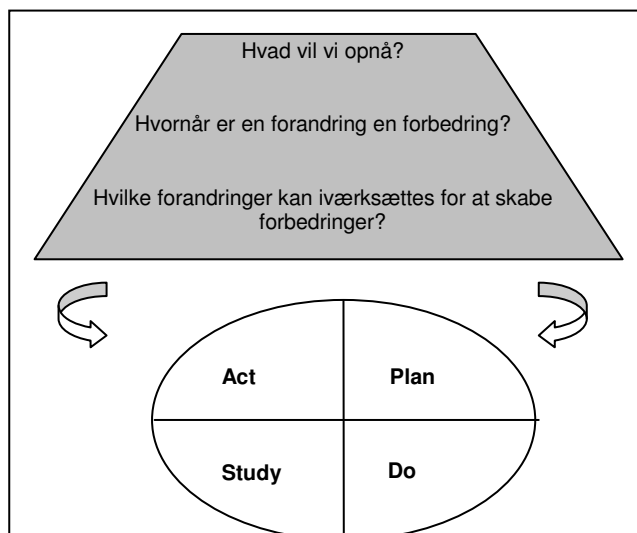 Hvad vil vi opnå?
Hvornår er en forandring en forbedring?
Hvilke forandringer kan iværksættes for at skabe
forbedringer?
Act
Plan
Study
Do